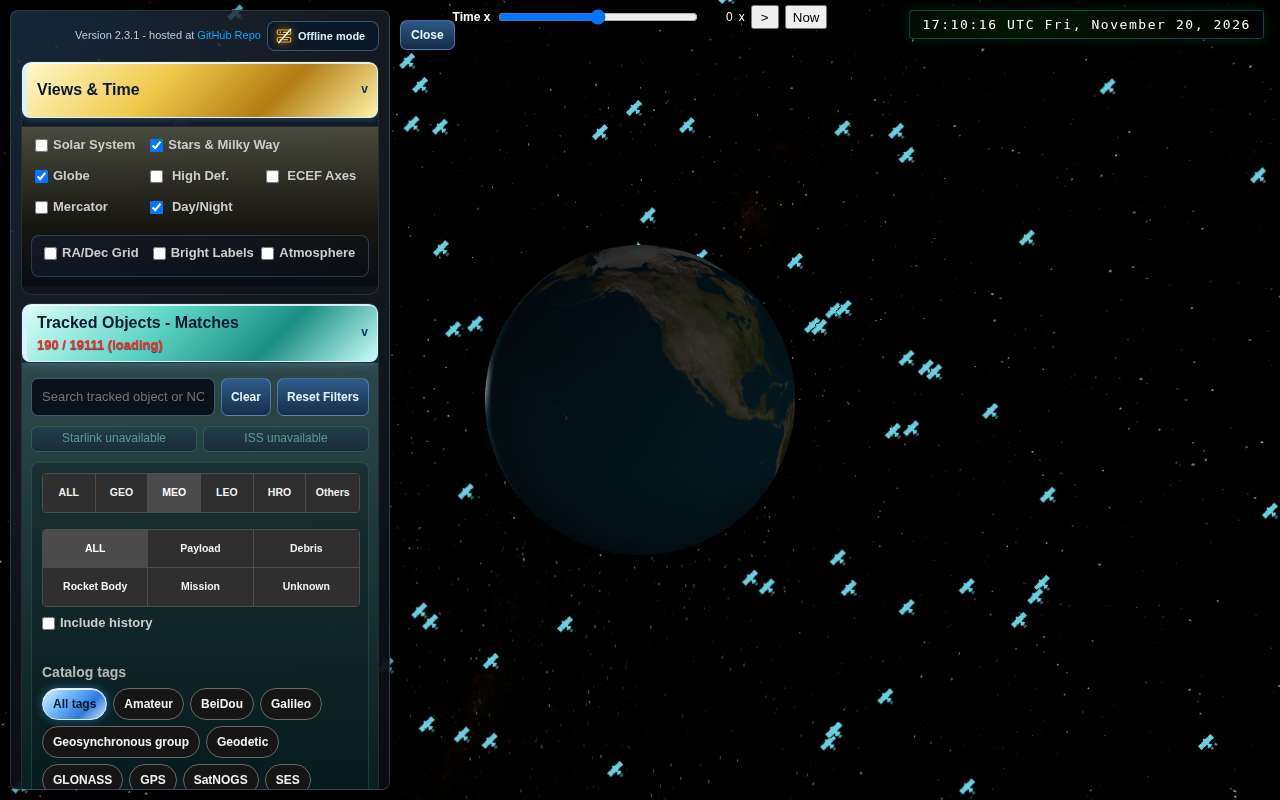 Version 2.3.1 - hosted at GitHub Repo
Offline mode
Close
Time x
0 x
>
Now
17:10:16 UTC Fri, November 20, 2026
Views & Time
v
Solar System
Stars & Milky Way
Globe
High Def.
ECEF Axes
Mercator
Day/Night
RA/Dec Grid
Bright Labels
Atmosphere
Tracked Objects - Matches
190 / 19111 (loading)
v
Search tracked object or NO
Clear
Reset Filters
Starlink unavailable
ISS unavailable
ALL
GEO
MEO
LEO
HRO
Others
ALL
Payload
Debris
Rocket Body
Mission
Unknown
Include history
Catalog tags
All tags
Amateur
BeiDou
Galileo
Geosynchronous group
Geodetic
GLONASS
GPS
SatNOGS
SES